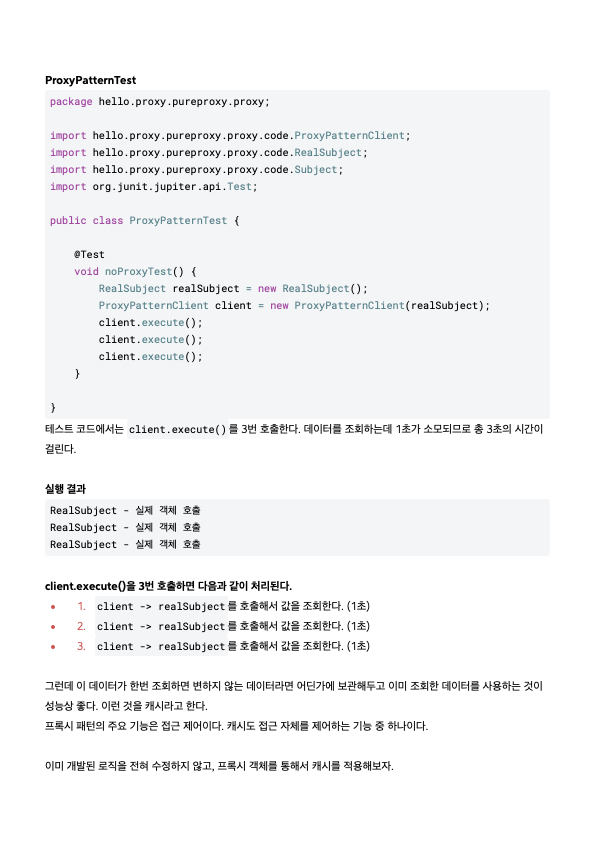 ProxyPatternTest
package hello.proxy.pureproxy.proxy;
import hello.proxy.pureproxy.proxy.code.ProxyPatternClient;
import hello.proxy.pureproxy.proxy.code.RealSubject;
import hello.proxy.pureproxy.proxy.code.Subject;
import org.junit.jupiter.api.Test;
public class ProxyPatternTest {
    @Test
    void noProxyTest() {
        RealSubject realSubject = new RealSubject();
        ProxyPatternClient client = new ProxyPatternClient(realSubject);
        client.execute();
        client.execute();
        client.execute();
    }
}
테스트 코드에서는 client.execute() 를 3번 호출한다. 데이터를 조회하는데 1초가 소모되므로 총 3초의 시간이
걸린다.
실행 결과
RealSubject - 실제 객체 호출
RealSubject - 실제 객체 호출
RealSubject - 실제 객체 호출
client.execute()을 3번 호출하면 다음과 같이 처리된다.
• 1. client -> realSubject 를 호출해서 값을 조회한다. (1초)
• 2. client -> realSubject 를 호출해서 값을 조회한다. (1초)
• 3. client -> realSubject 를 호출해서 값을 조회한다. (1초)
그런데 이 데이터가 한번 조회하면 변하지 않는 데이터라면 어딘가에 보관해두고 이미 조회한 데이터를 사용하는 것이
성능상 좋다. 이런 것을 캐시라고 한다.
프록시 패턴의 주요 기능은 접근 제어이다. 캐시도 접근 자체를 제어하는 기능 중 하나이다.
이미 개발된 로직을 전혀 수정하지 않고, 프록시 객체를 통해서 캐시를 적용해보자.